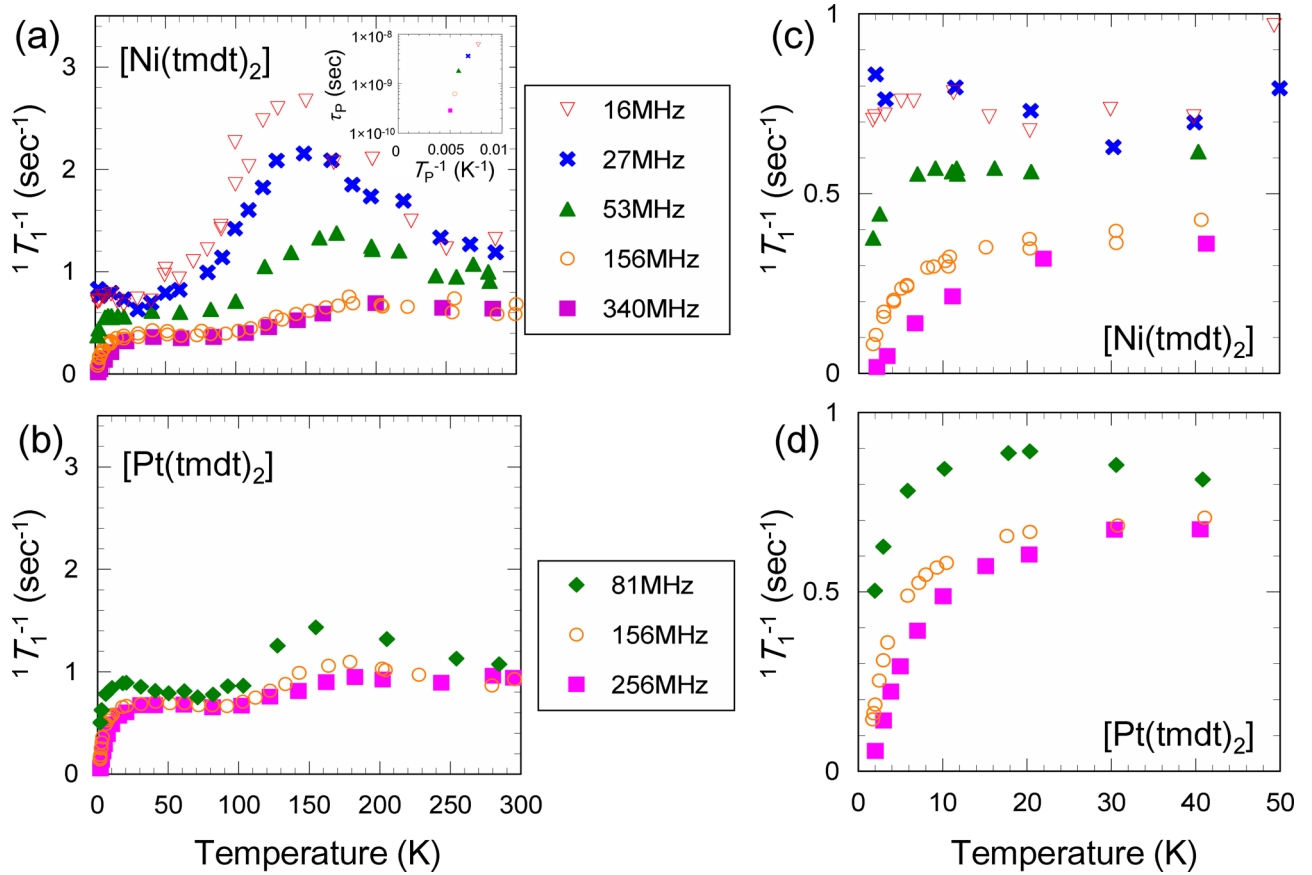 (a)
[Ni(tmdt)₂]
¹T₁⁻¹ (sec⁻¹)
3
2
1
0
τ_P (sec)
1×10⁻⁸
1×10⁻⁹
1×10⁻¹⁰
0 0.005 0.01
T_P⁻¹ (K⁻¹)
16MHz
27MHz
53MHz
156MHz
340MHz
(c)
[Ni(tmdt)₂]
¹T₁⁻¹ (sec⁻¹)
1
0.5
0
(b)
[Pt(tmdt)₂]
¹T₁⁻¹ (sec⁻¹)
3
2
1
0
0 50 100 150 200 250 300
Temperature (K)
81MHz
156MHz
256MHz
(d)
[Pt(tmdt)₂]
¹T₁⁻¹ (sec⁻¹)
1
0.5
0
0 10 20 30 40 50
Temperature (K)